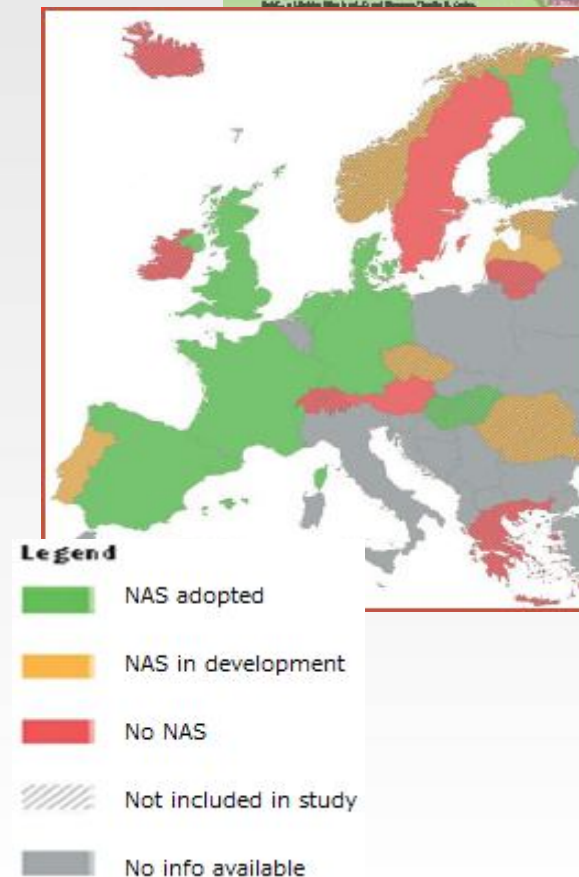 Legend
NAS adopted
NAS in development
No NAS
Not included in study
No info available